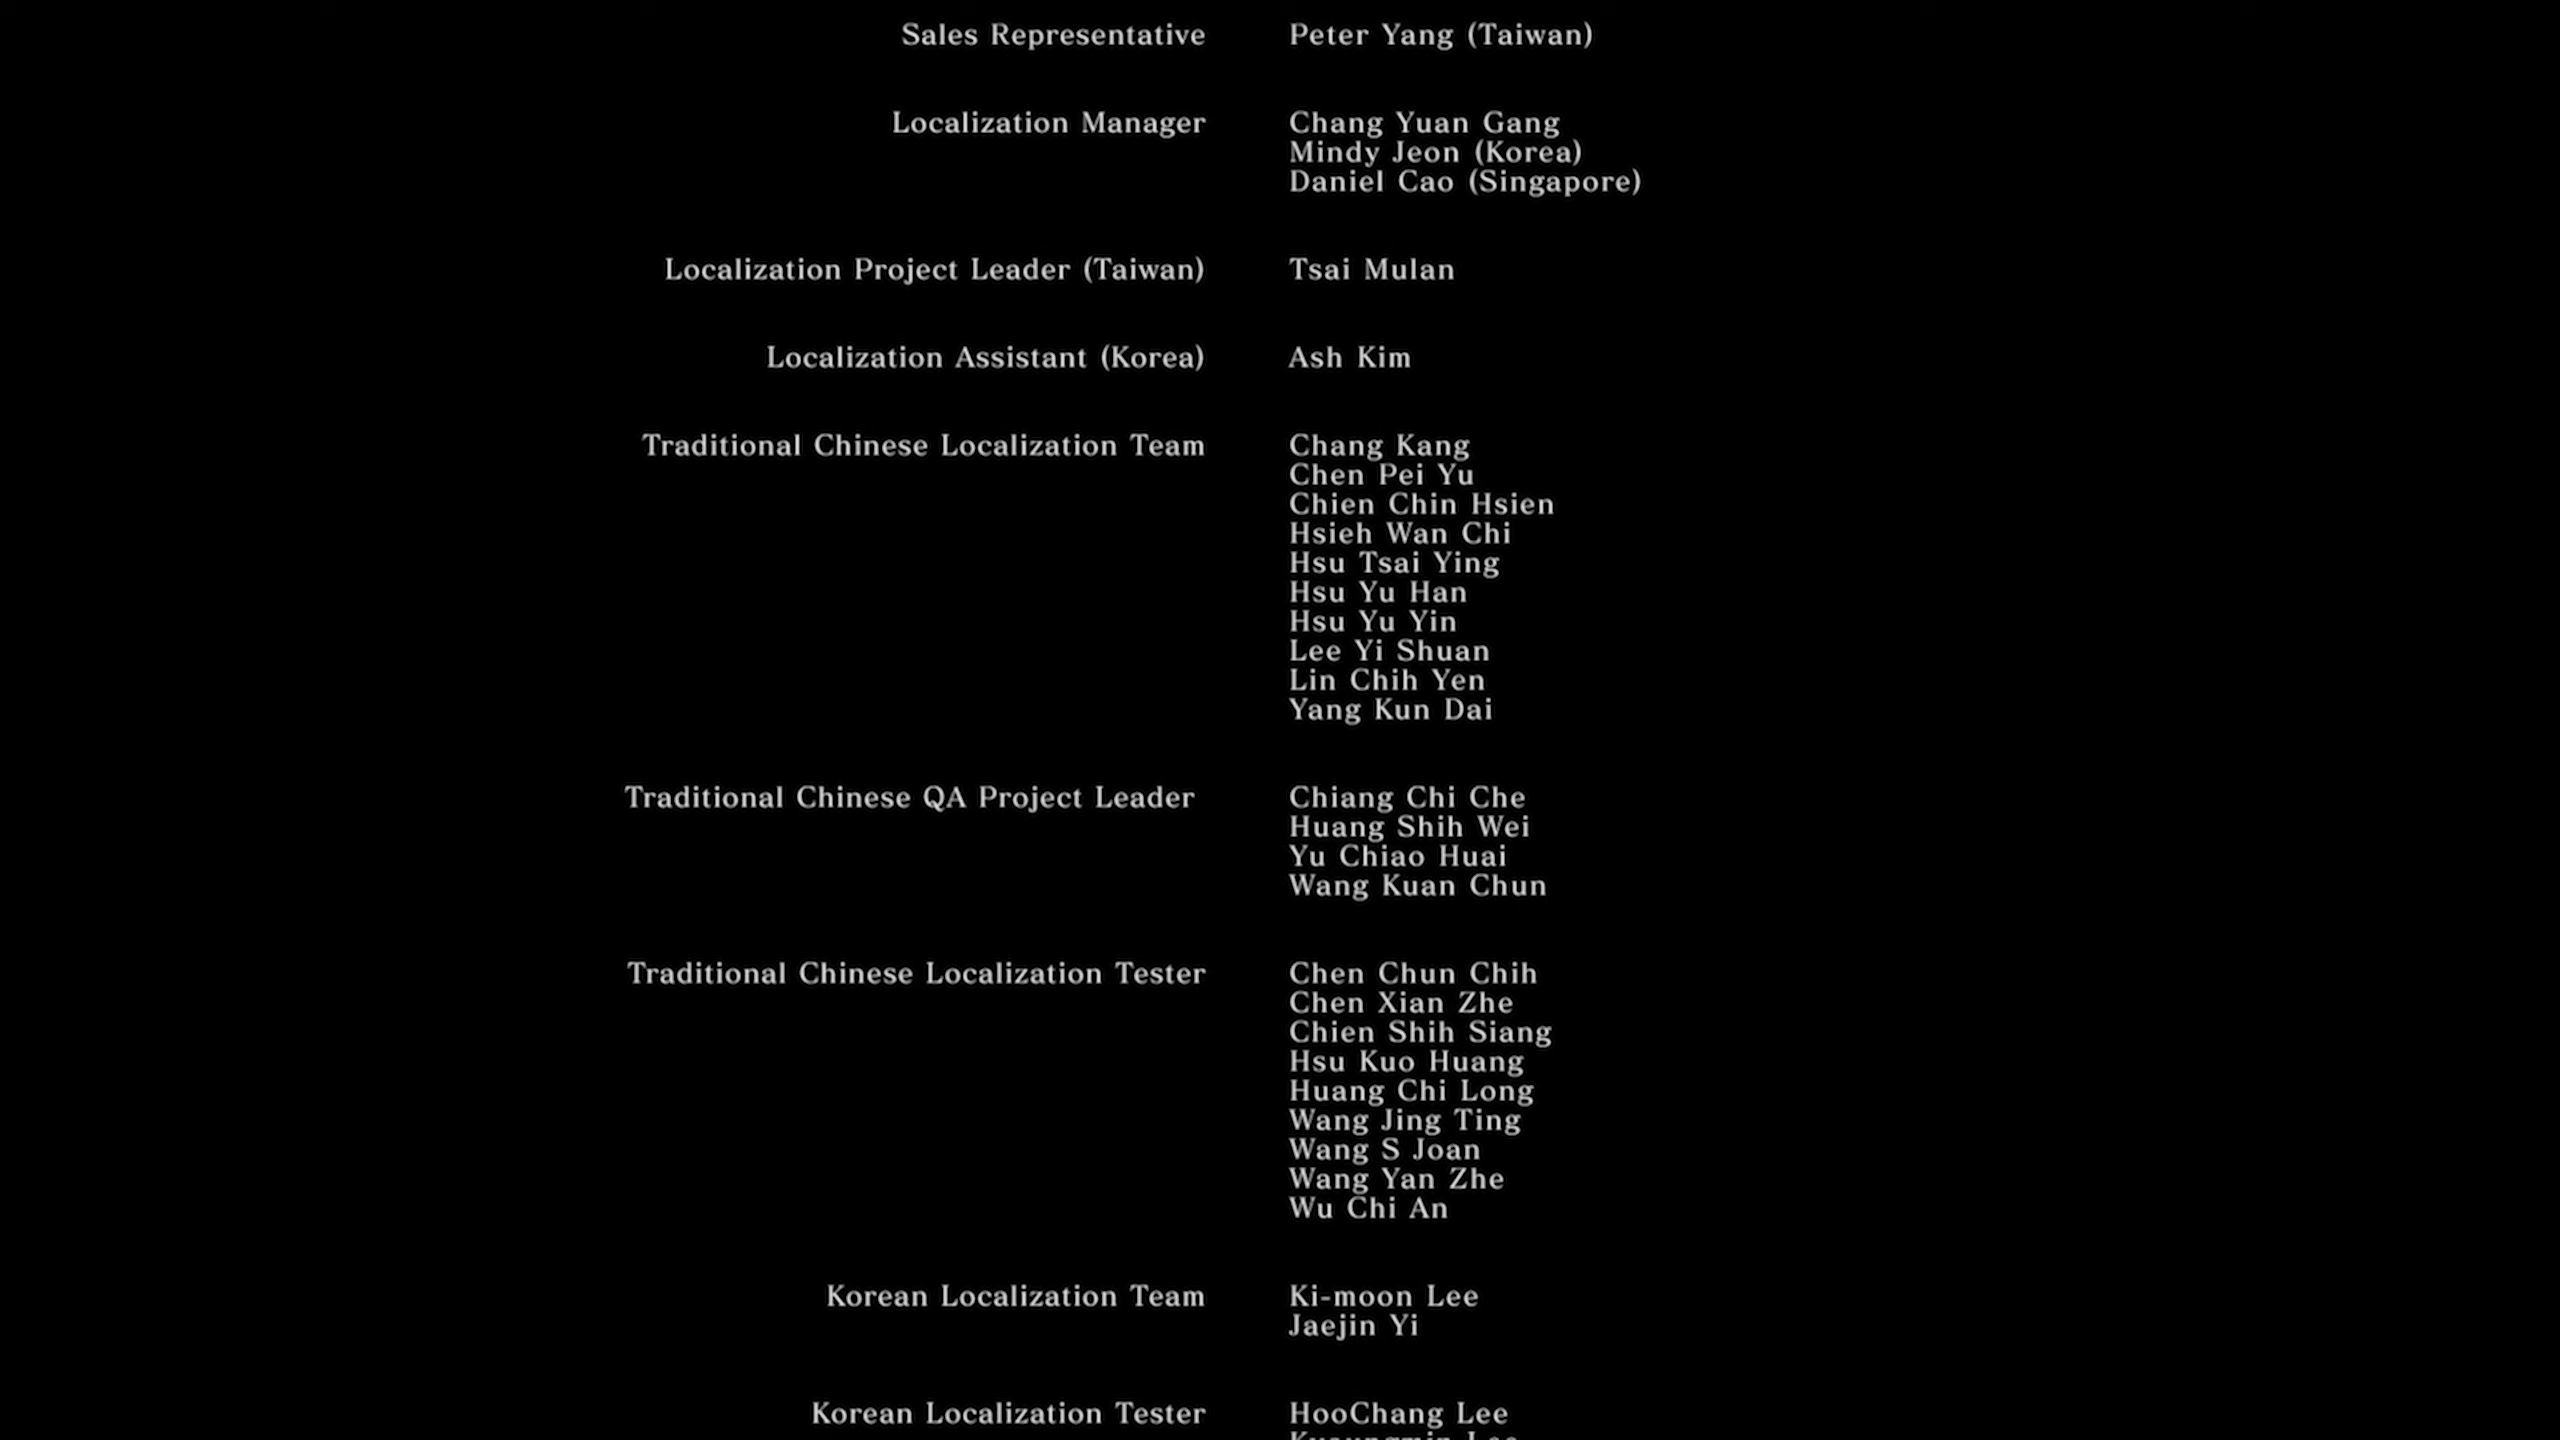 Sales Representative Peter Yang (Taiwan)
Localization Manager Chang Yuan Gang
Mindy Jeon (Korea)
Daniel Cao (Singapore)
Localization Project Leader (Taiwan) Tsai Mulan
Localization Assistant (Korea) Ash Kim
Traditional Chinese Localization Team Chang Kang
Chen Pei Yu
Chien Chin Hsien
Hsieh Wan Chi
Hsu Tsai Ying
Hsu Yu Han
Hsu Yu Yin
Lee Yi Shuan
Lin Chih Yen
Yang Kun Dai
Traditional Chinese QA Project Leader Chiang Chi Che
Huang Shih Wei
Yu Chiao Huai
Wang Kuan Chun
Traditional Chinese Localization Tester Chen Chun Chih
Chen Xian Zhe
Chien Shih Siang
Hsu Kuo Huang
Huang Chi Long
Wang Jing Ting
Wang S Joan
Wang Yan Zhe
Wu Chi An
Korean Localization Team Ki-moon Lee
Jaejin Yi
Korean Localization Tester HooChang Lee